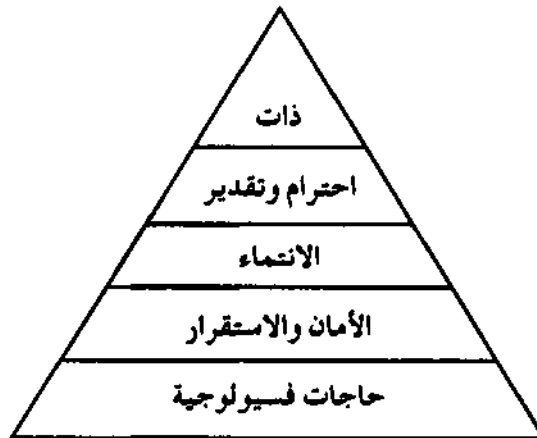 ذات
احترام وتقدير
الانتماء
الأمان والاستقرار
حاجات فسيولوجية